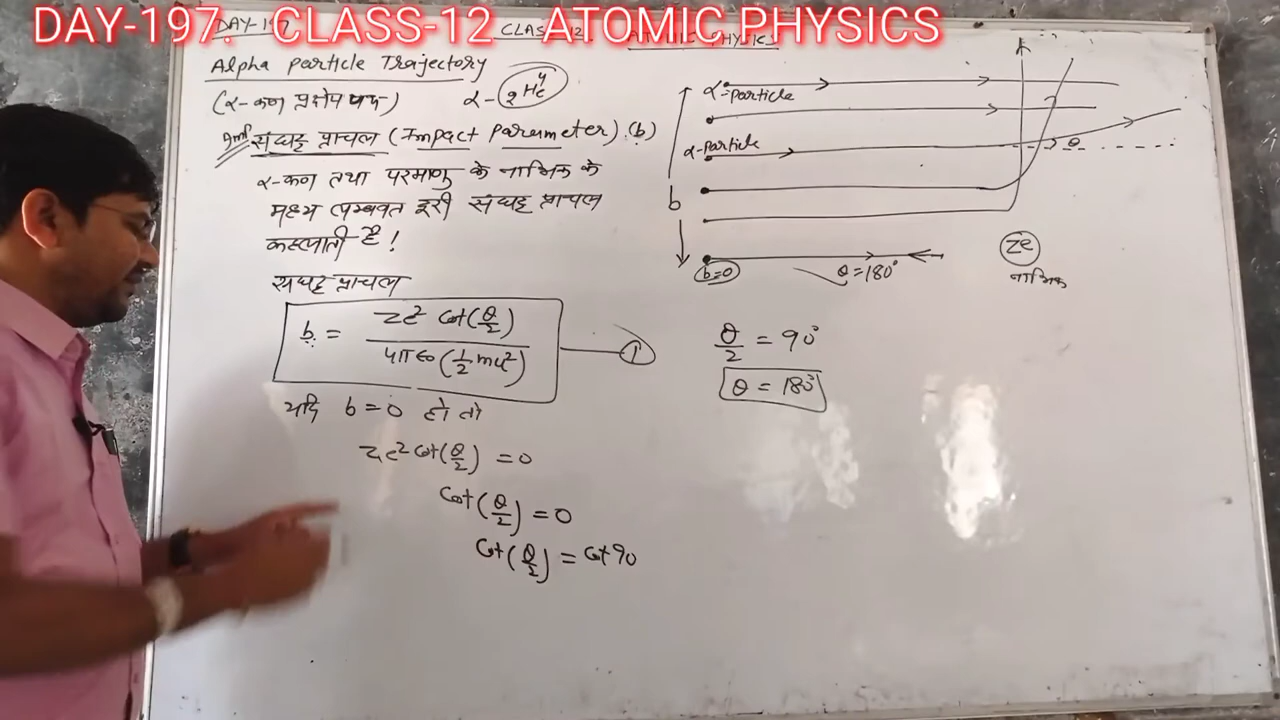 DAY-197. CLASS-12 ATOMIC PHYSICS
DAY-197 CLASS-12 ATOMIC PHYSICS
Alpha Particle Trajectory
(α-कण प्रक्षेप पथ) α - ₂He⁴
Imp संघट्ट प्राचल (Impact Parameter) (b)
α-कण तथा परमाणु के नाभिक के
मध्य लम्बवत दूरी संघट्ट प्राचल
कहलाती है!
संघट्ट प्राचल
b = Ze² Cot(θ/2) / 4πε₀(½mu²) ①
यदि b=0 हो तो
Ze² Cot(θ/2) = 0
Cot(θ/2) = 0
Cot(θ/2) = Cot 90
α-particle
α-particle
θ
b
b=0
θ=180°
Ze
नाभिक
θ/2 = 90°
θ = 180°